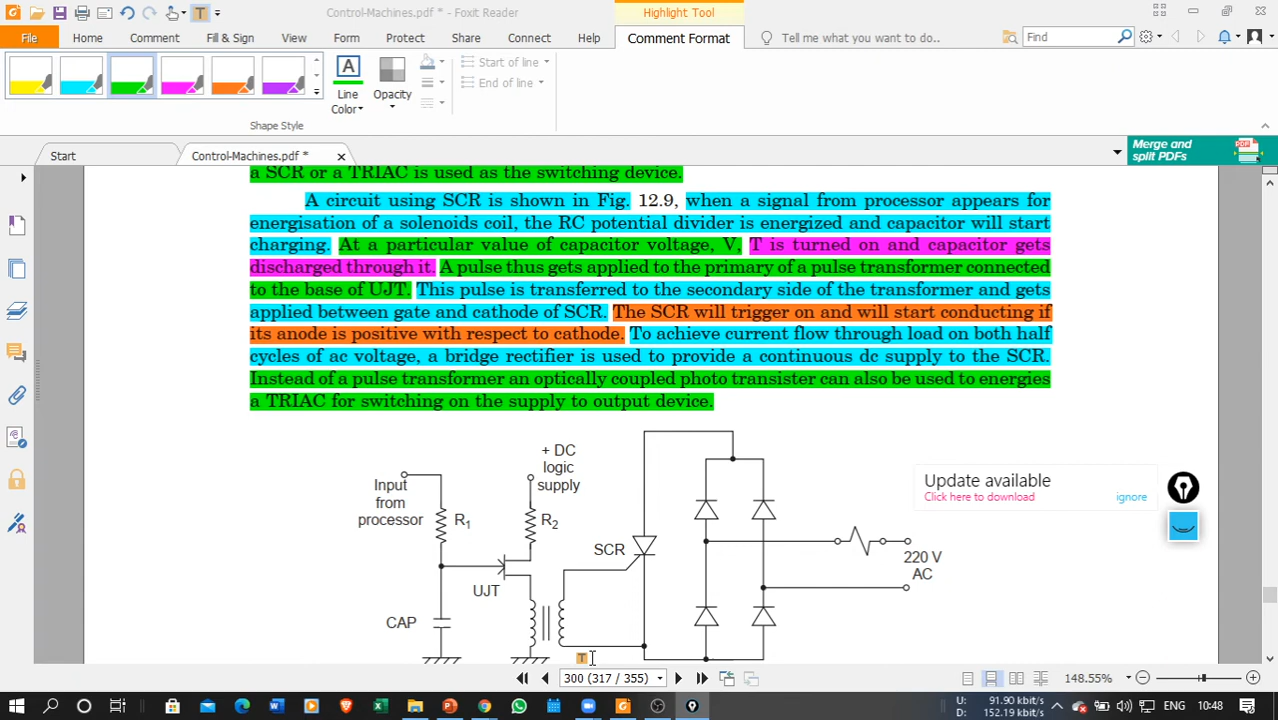 Control-Machines.pdf * - Foxit Reader
Highlight Tool
File
Home
Comment
Fill & Sign
View
Form
Protect
Share
Connect
Help
Comment Format
Tell me what you want to do..
Find
Line
Color
Opacity
Start of line
End of line
Shape Style
Start
Control-Machines.pdf *
Merge and
split PDFs
a SCR or a TRIAC is used as the switching device.
A circuit using SCR is shown in Fig. 12.9, when a signal from processor appears for
energisation of a solenoids coil, the RC potential divider is energized and capacitor will start
charging. At a particular value of capacitor voltage, V, T is turned on and capacitor gets
discharged through it. A pulse thus gets applied to the primary of a pulse transformer connected
to the base of UJT. This pulse is transferred to the secondary side of the transformer and gets
applied between gate and cathode of SCR. The SCR will trigger on and will start conducting if
its anode is positive with respect to cathode. To achieve current flow through load on both half
cycles of ac voltage, a bridge rectifier is used to provide a continuous dc supply to the SCR.
Instead of a pulse transformer an optically coupled photo transister can also be used to energies
a TRIAC for switching on the supply to output device.
+ DC
logic
supply
Input
from
processor
R1
R2
SCR
UJT
CAP
220 V
AC
Update available
Click here to download
ignore
300 (317 / 355)
148.55%
U: 91.90 kbit/s
D: 152.19 kbit/s
ENG
10:48